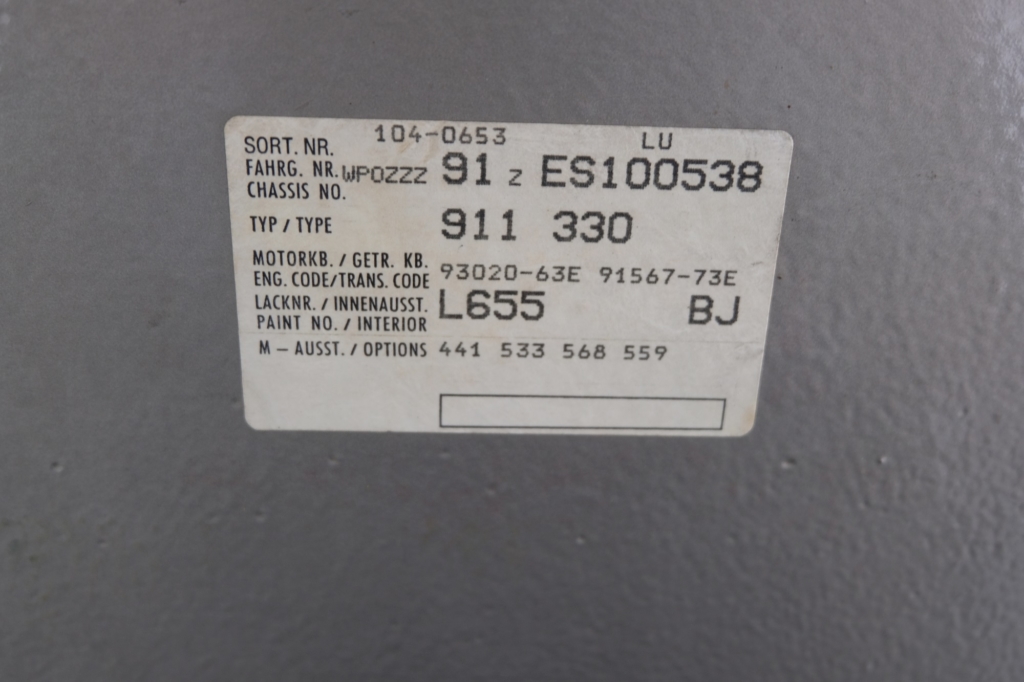 SORT. NR. 104-0653 LU
FAHRG. NR. WP0ZZZ 91 Z ES100538
CHASSIS NO.
TYP / TYPE 911 330
MOTORKB. / GETR. KB.
ENG. CODE/TRANS. CODE 93020-63E 91567-73E
LACKNR. / INNENAUSST. L655 BJ
PAINT NO. / INTERIOR
M – AUSST. / OPTIONS 441 533 568 559